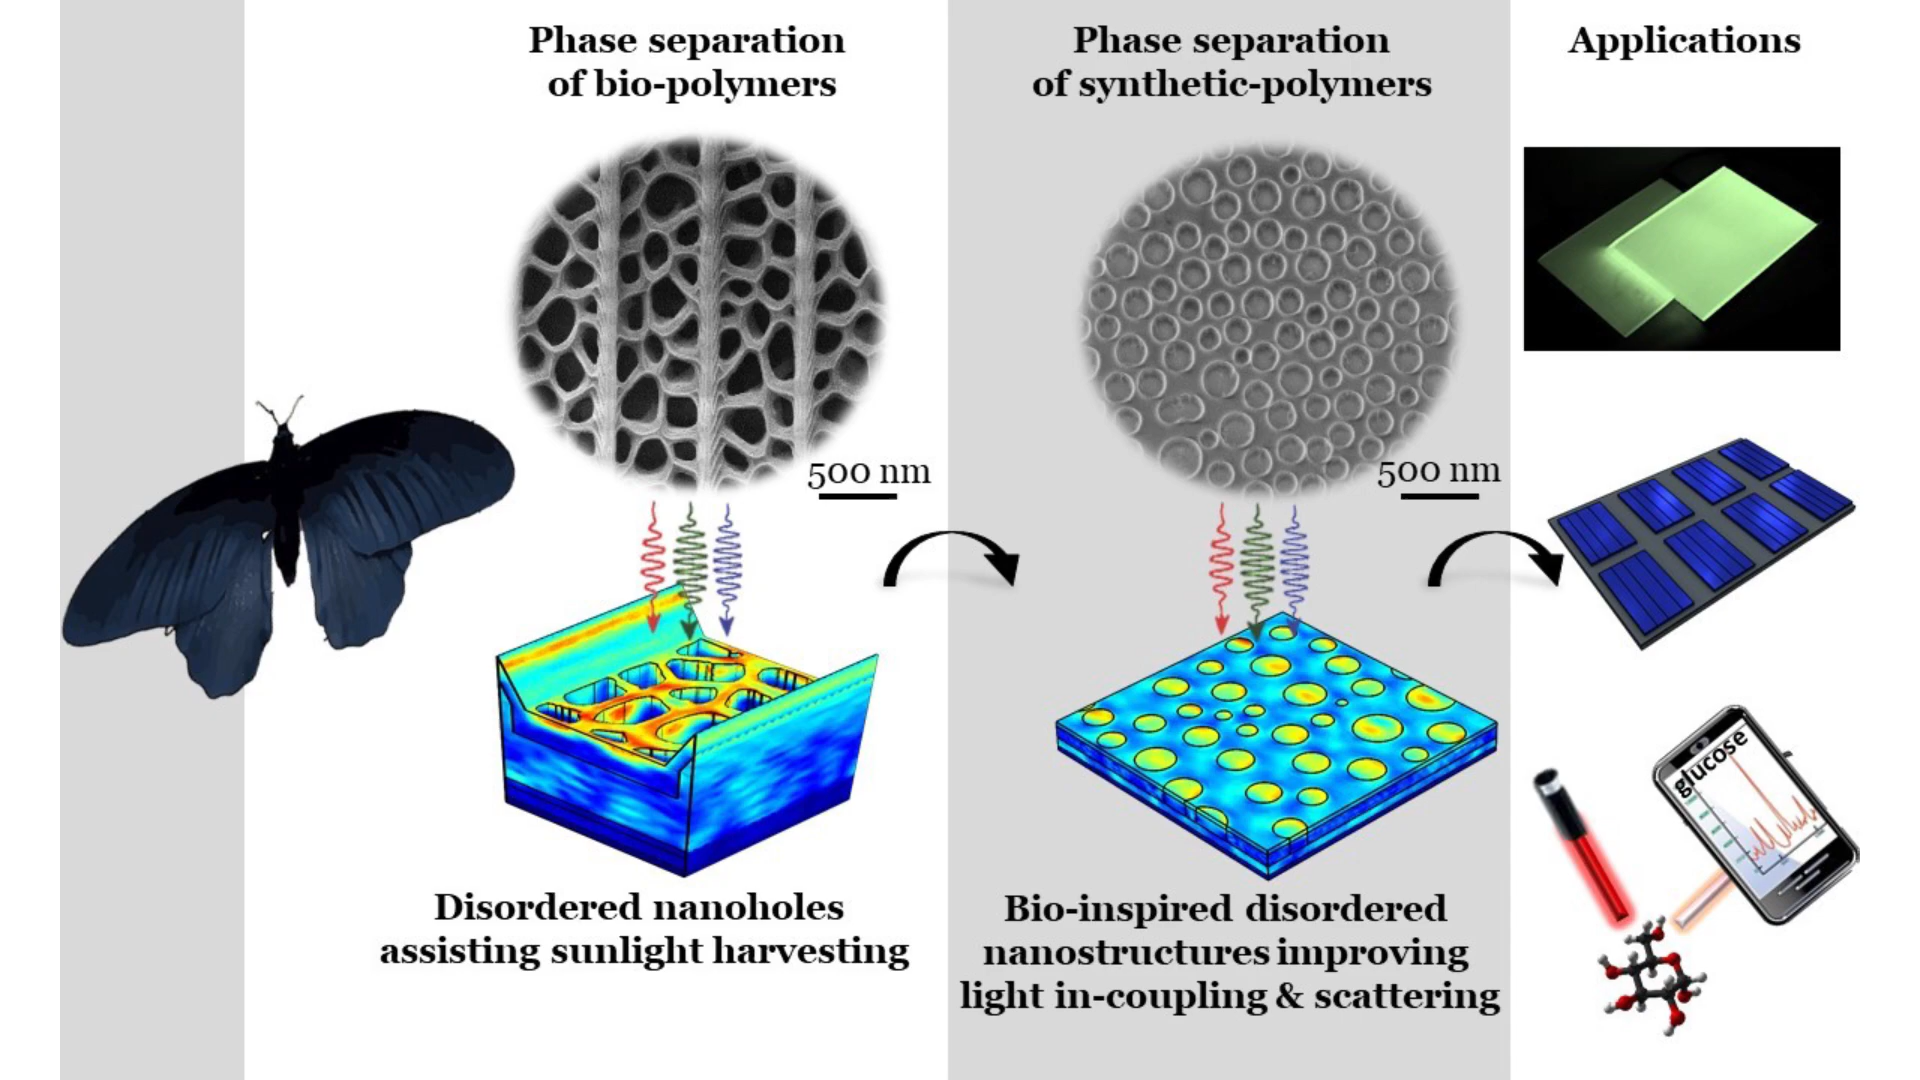 Phase separation
of bio-polymers
500 nm
Disordered nanoholes
assisting sunlight harvesting
Phase separation
of synthetic-polymers
500 nm
Bio-inspired disordered
nanostructures improving
light in-coupling & scattering
Applications
glucose